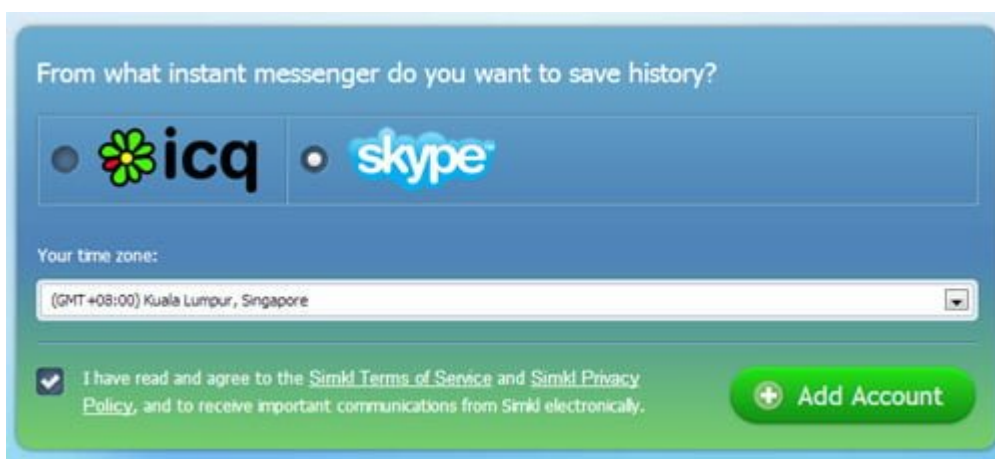 From what instant messenger do you want to save history?
icq skype
Your time zone:
(GMT+08:00) Kuala Lumpur, Singapore
I have read and agree to the Simkl Terms of Service and Simkl Privacy
Policy, and to receive important communications from Simkl electronically.
Add Account